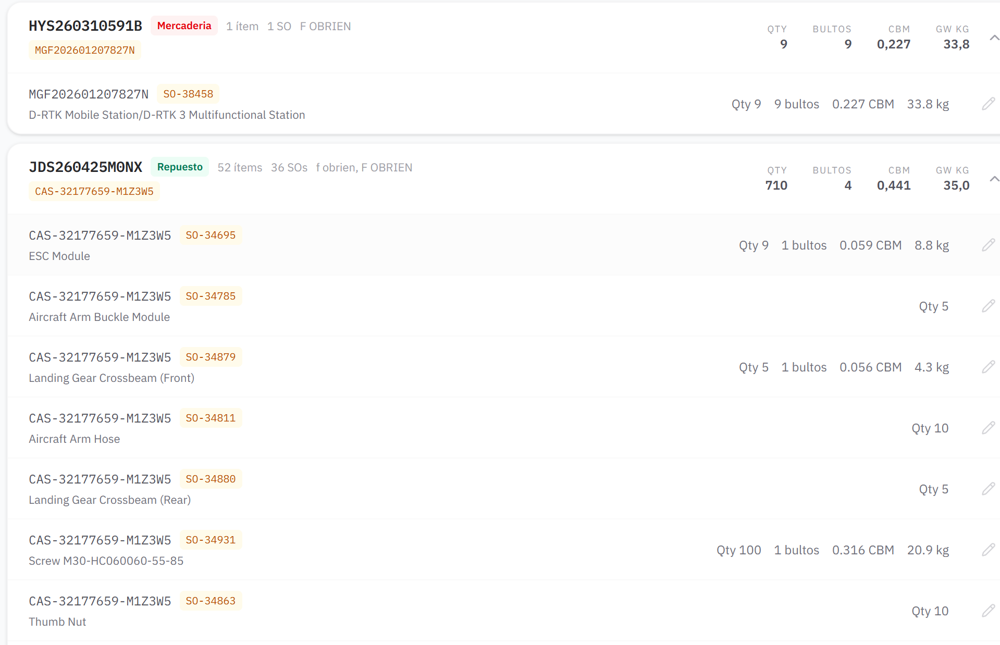 HYS260310591B Mercaderia 1 ítem 1 SO F OBRIEN
MGF202601207827N
QTY BULTOS CBM GW KG
9 9 0,227 33,8
MGF202601207827N SO-38458
D-RTK Mobile Station/D-RTK 3 Multifunctional Station
Qty 9 9 bultos 0.227 CBM 33.8 kg
JDS260425M0NX Repuesto 52 ítems 36 SOs f obrien, F OBRIEN
CAS-32177659-M1Z3W5
QTY BULTOS CBM GW KG
710 4 0,441 35,0
CAS-32177659-M1Z3W5 SO-34695
ESC Module
Qty 9 1 bultos 0.059 CBM 8.8 kg
CAS-32177659-M1Z3W5 SO-34785
Aircraft Arm Buckle Module
Qty 5
CAS-32177659-M1Z3W5 SO-34879
Landing Gear Crossbeam (Front)
Qty 5 1 bultos 0.056 CBM 4.3 kg
CAS-32177659-M1Z3W5 SO-34811
Aircraft Arm Hose
Qty 10
CAS-32177659-M1Z3W5 SO-34880
Landing Gear Crossbeam (Rear)
Qty 5
CAS-32177659-M1Z3W5 SO-34931
Screw M30-HC060060-55-85
Qty 100 1 bultos 0.316 CBM 20.9 kg
CAS-32177659-M1Z3W5 SO-34863
Thumb Nut
Qty 10